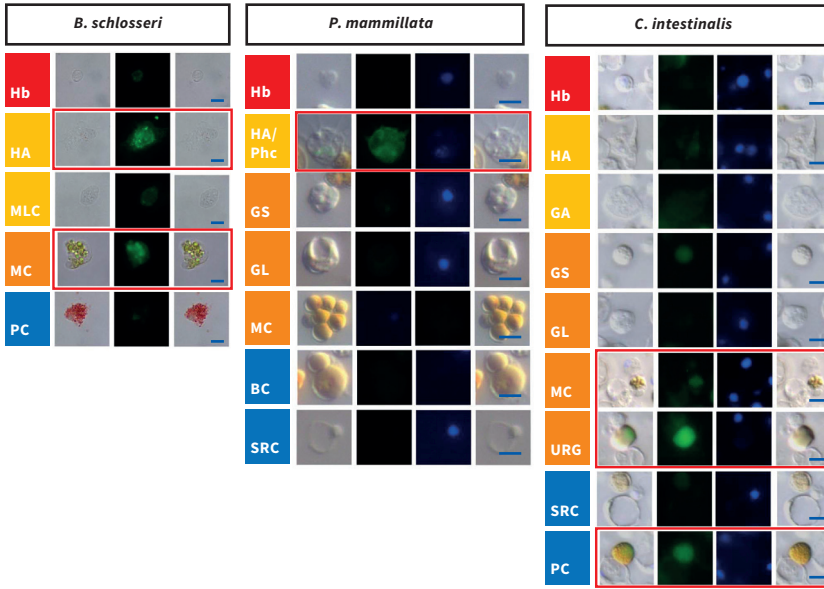 B. schlosseri
Hb
HA
MLC
MC
PC
P. mammillata
Hb
HA/
Phc
GS
GL
MC
BC
SRC
C. intestinalis
Hb
HA
GA
GS
GL
MC
URG
SRC
PC